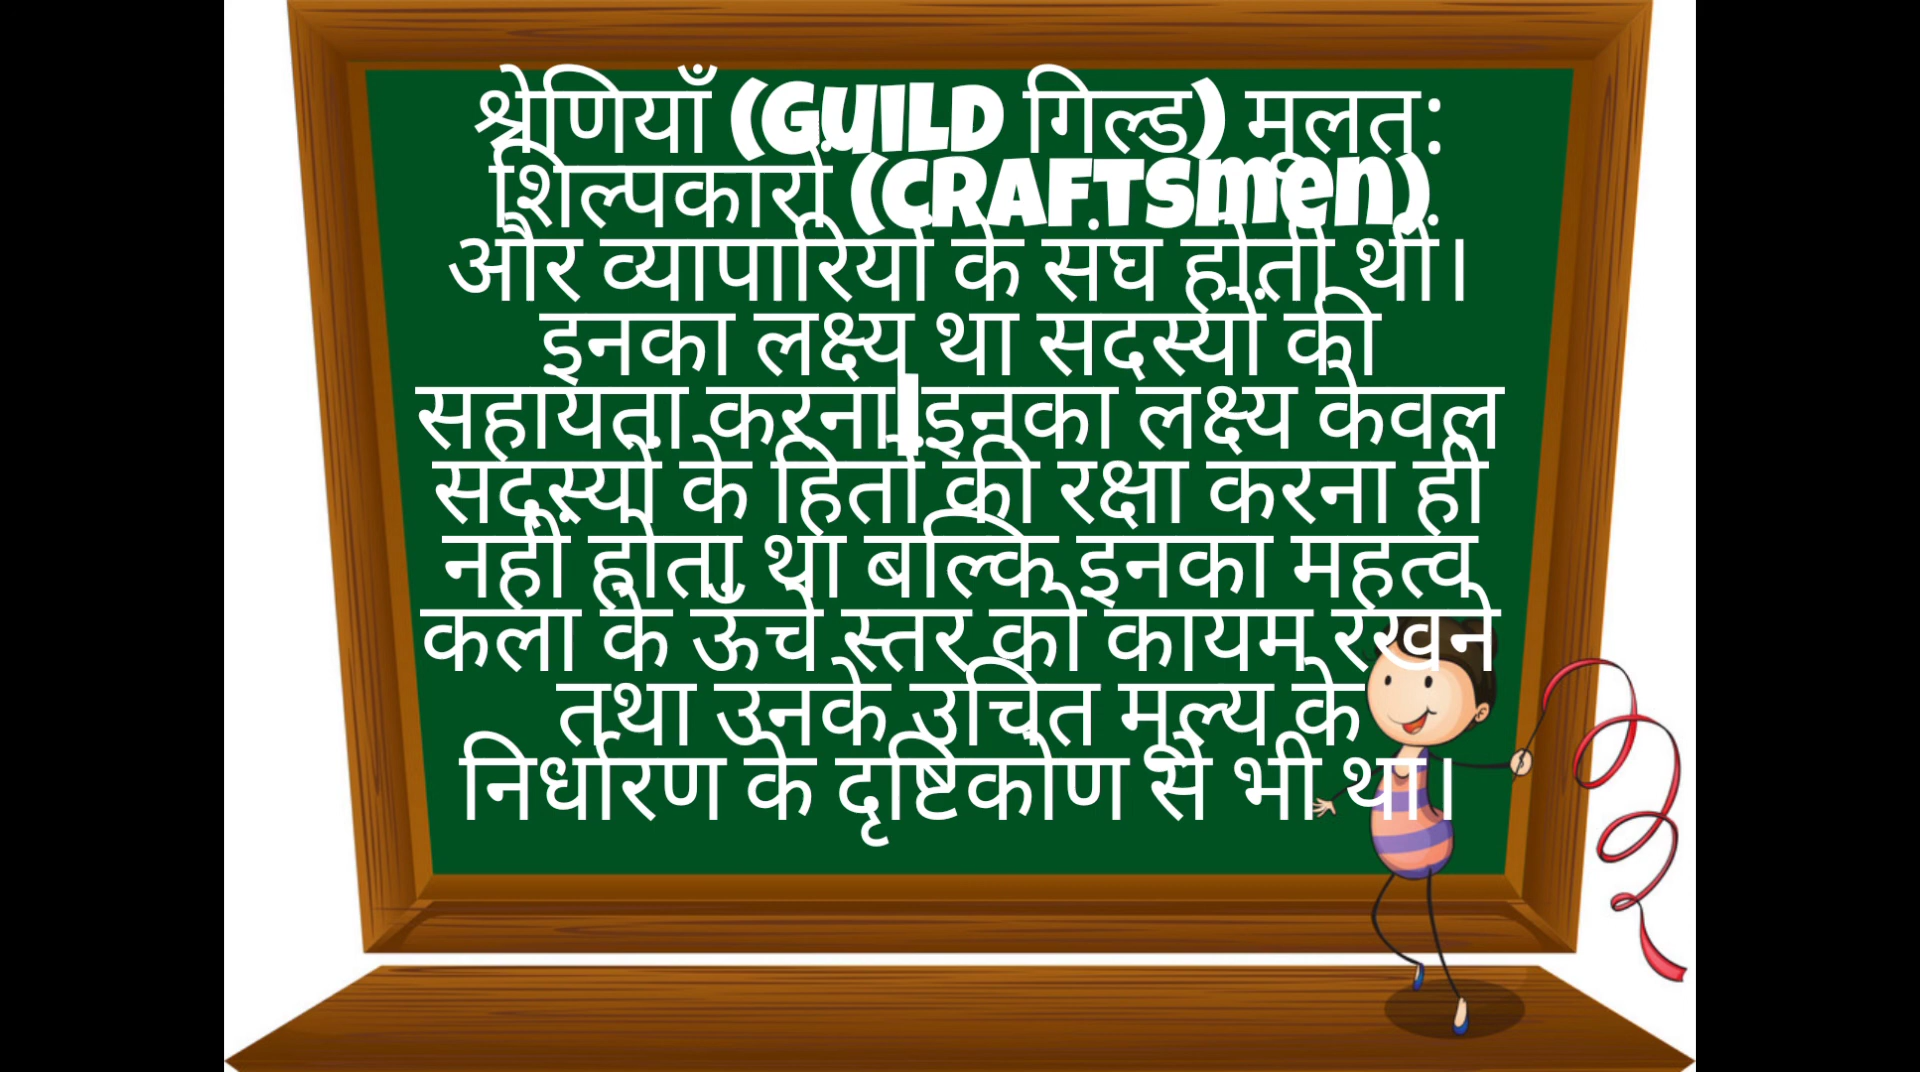 श्रेणियाँ (GUILD गिल्ड) मूलत:
शिल्पकारों (CRAFTSmen)
और व्यापारियों के संघ होती थीं।
इनका लक्ष्य था सदस्यों की
सहायता करना|इनका लक्ष्य केवल
सदस्यों के हितों की रक्षा करना ही
नहीं होता था बल्कि इनका महत्व
कला के ऊँचे स्तर को कायम रखने
तथा उनके उचित मूल्य के
निर्धारण के दृष्टिकोण से भी था।